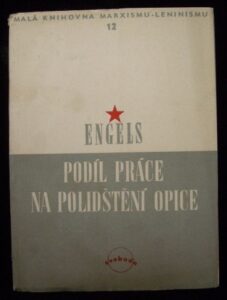 MALÁ KNIHOVNA MARXISMU-LENINISMU
12
ENGELS
PODÍL PRÁCE
NA POLIDŠTĚNÍ OPICE
svoboda